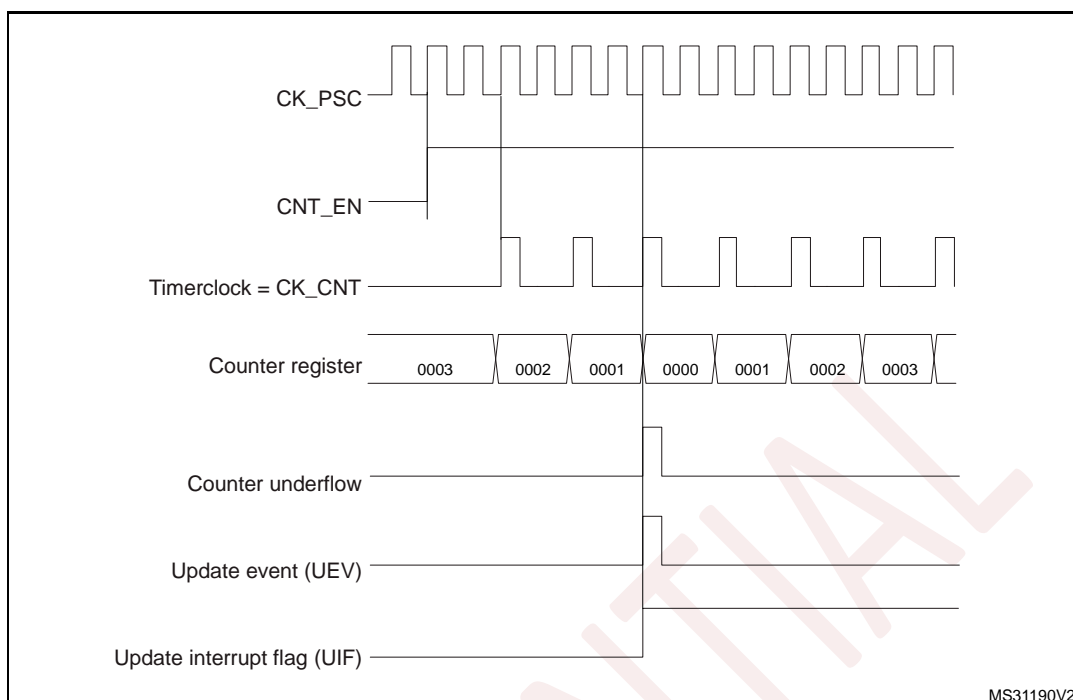 CK_PSC
CNT_EN
Timerclock = CK_CNT
Counter register 0003 0002 0001 0000 0001 0002 0003
Counter underflow
Update event (UEV)
Update interrupt flag (UIF)
MS31190V2
NTIAL